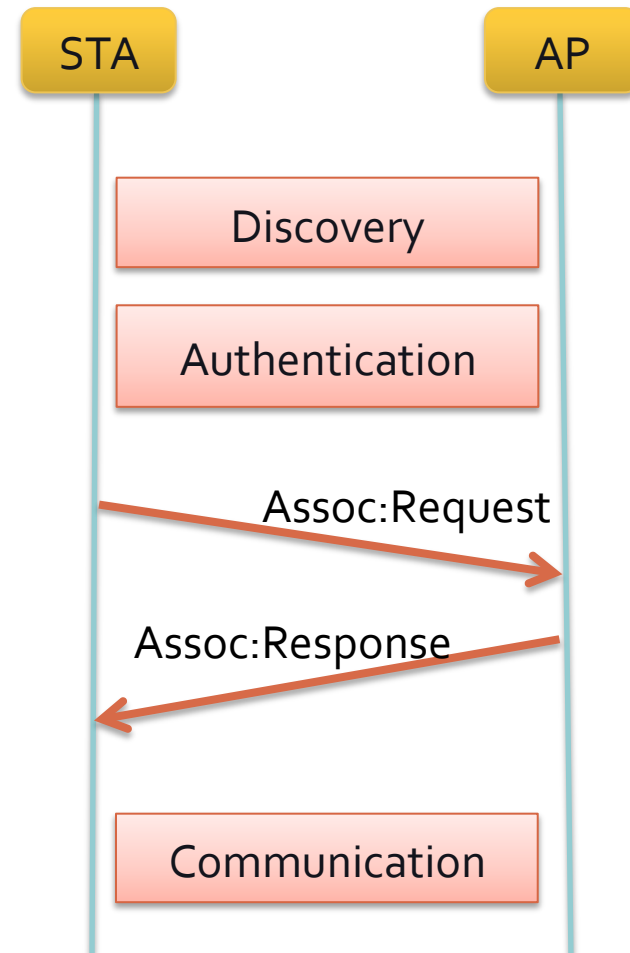 STA
AP
Discovery
Authentication
Assoc:Request
Assoc:Response
Communication